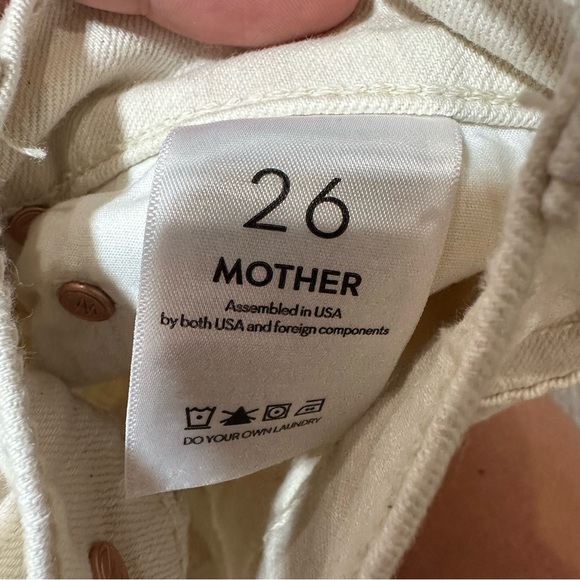 26
MOTHER
Assembled in USA
by both USA and foreign components
DO YOUR OWN LAUNDRY